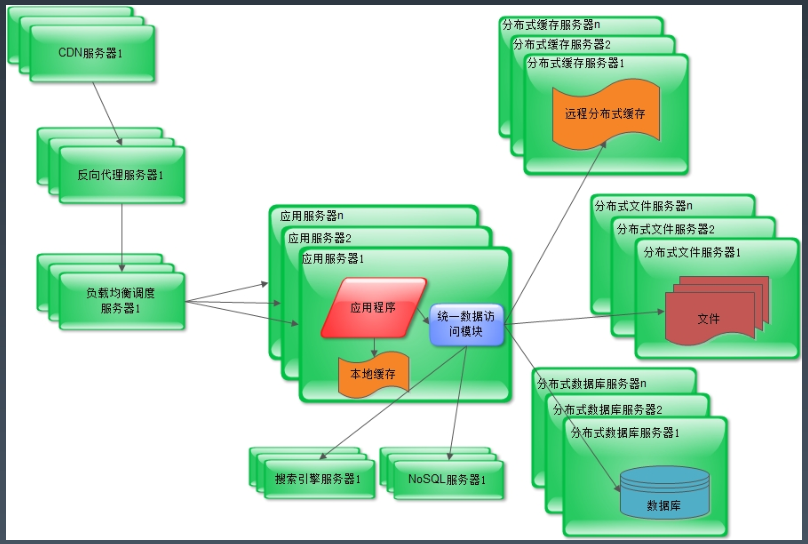 CDN服务器1
反向代理服务器1
负载均衡调度
服务器1
应用服务器n
应用服务器2
应用服务器1
应用程序
统一数据访
问模块
本地缓存
搜索引擎服务器1
NoSQL服务器1
分布式缓存服务器n
分布式缓存服务器2
分布式缓存服务器1
远程分布式缓存
分布式文件服务器n
分布式文件服务器2
分布式文件服务器1
文件
分布式数据库服务器n
分布式数据库服务器2
分布式数据库服务器1
数据库